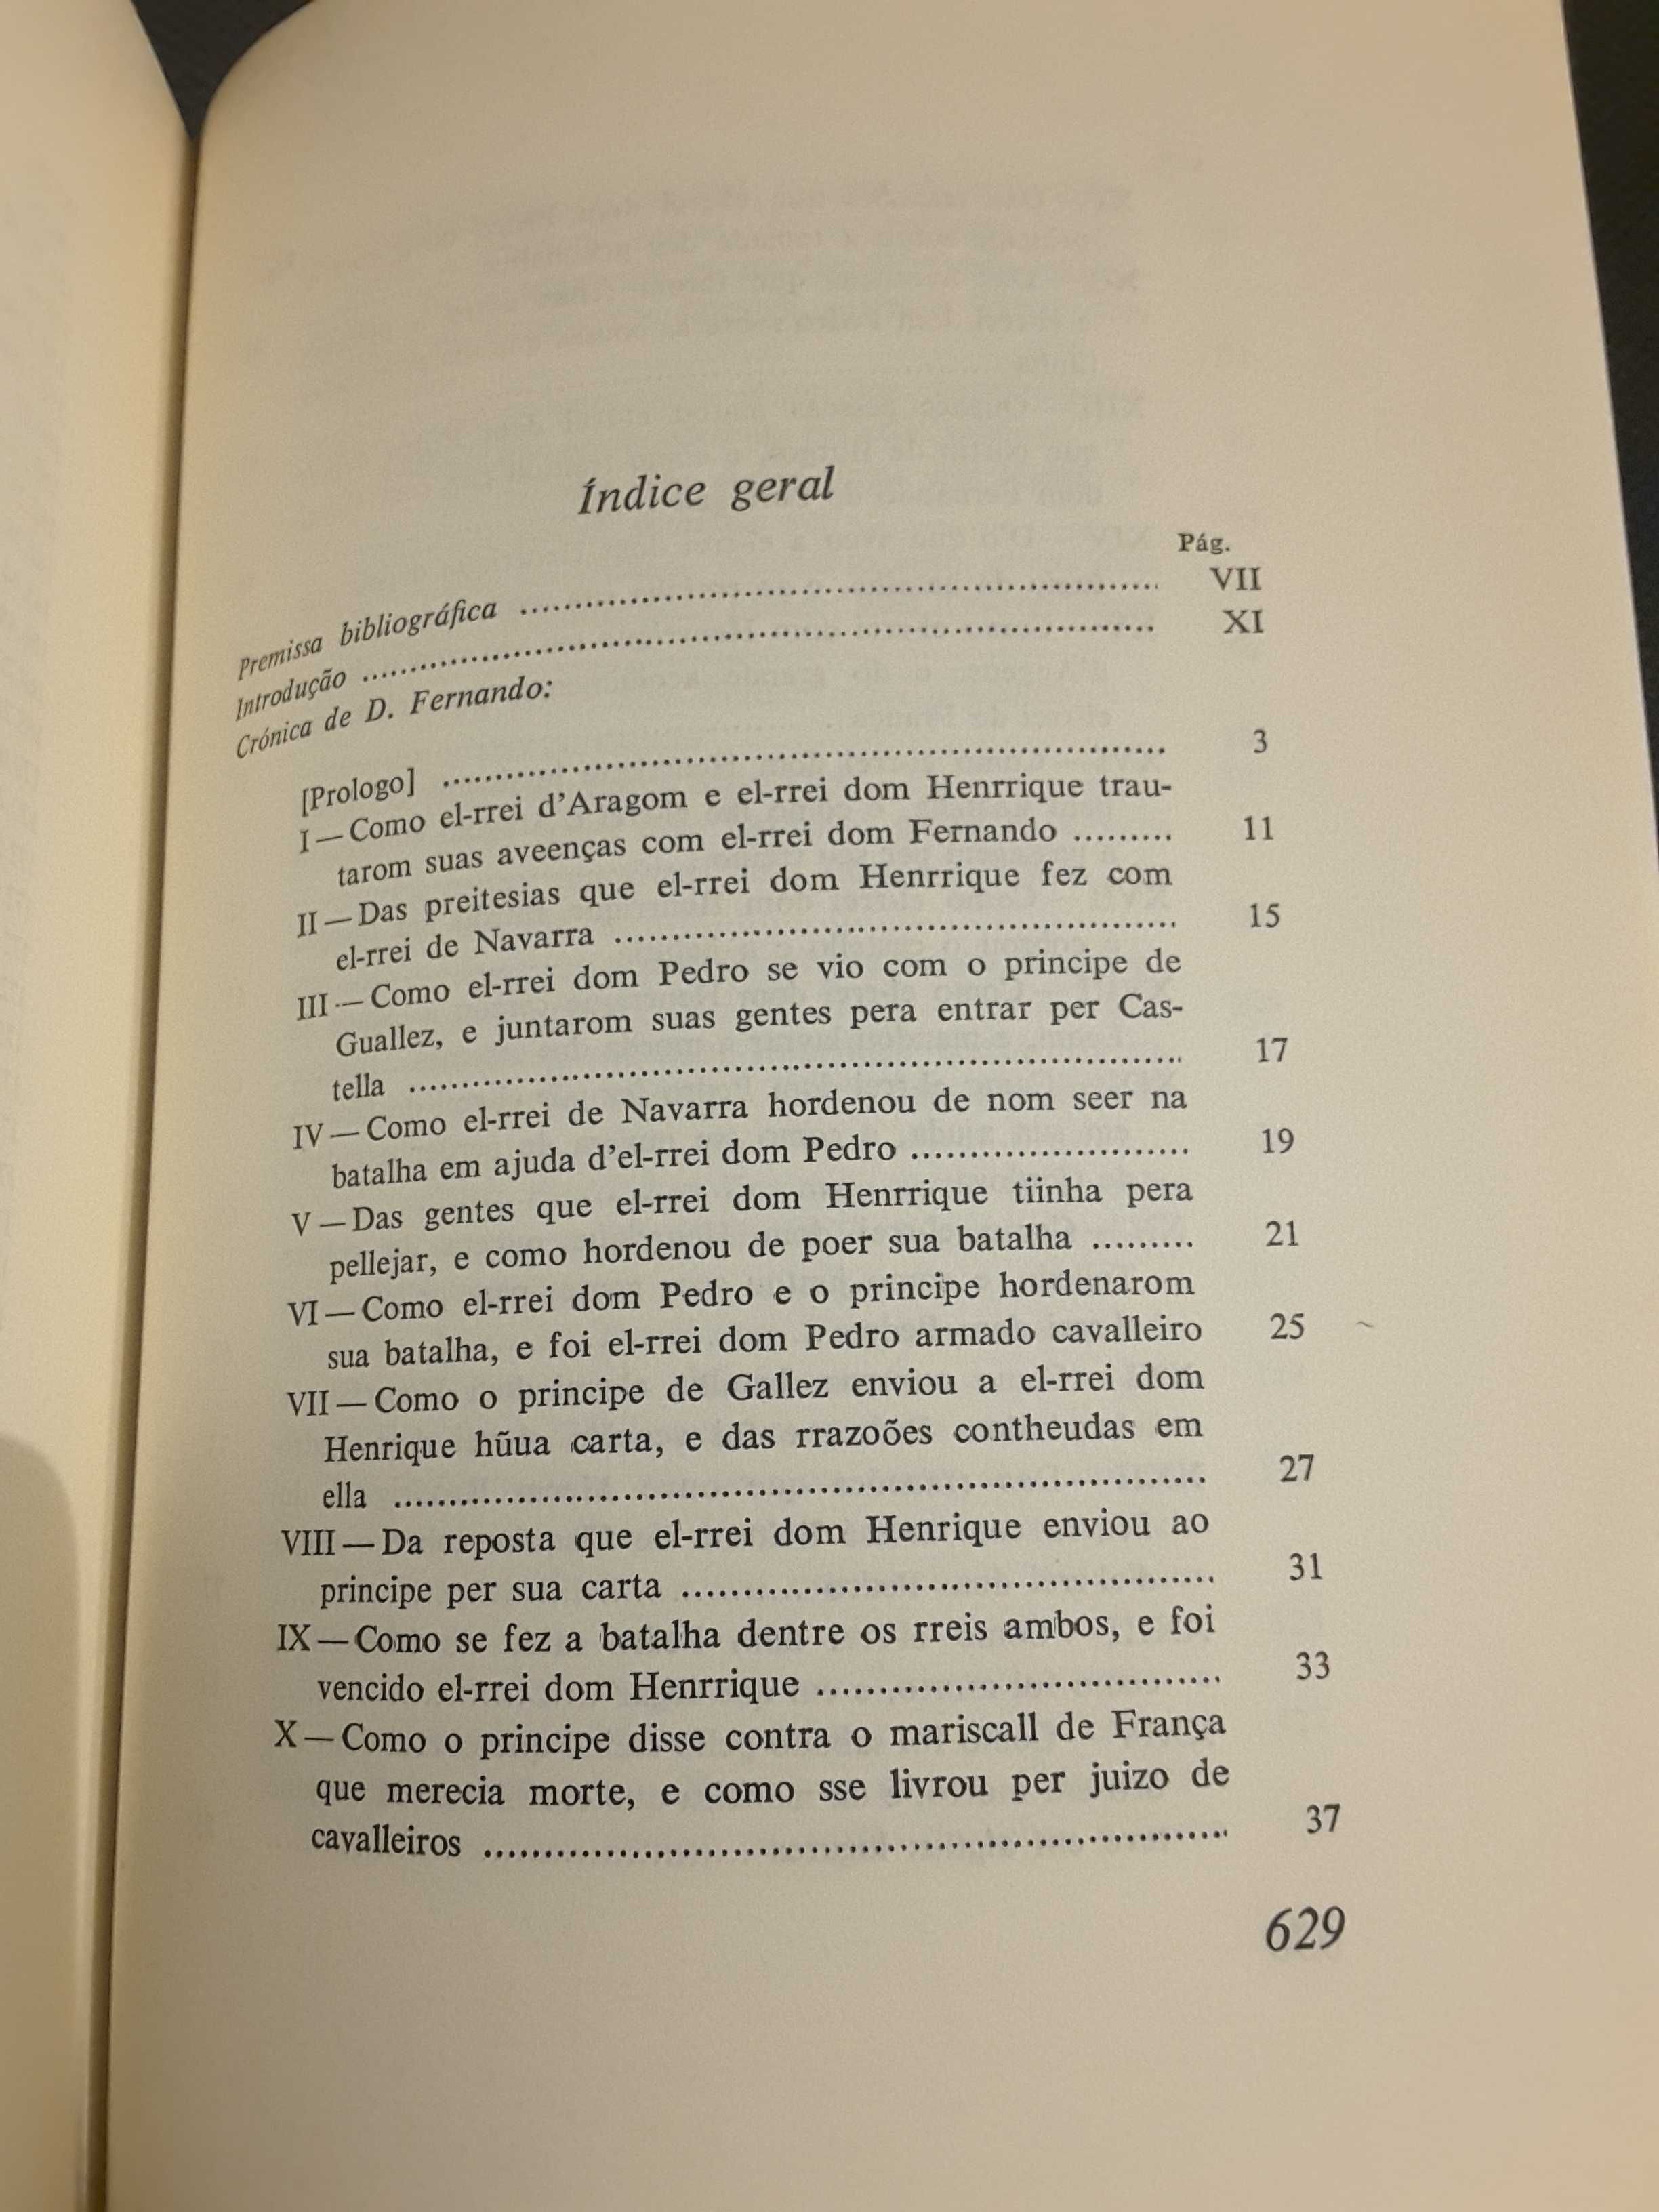 Índice geral
Pág.
Premissa bibliográfica ........ VII
Introdução ........ XI
Crónica de D. Fernando:
[Prologo] ........ 3
I — Como el-rrei d'Aragom e el-rrei dom Henrrique trau-
tarom suas aveenças com el-rrei dom Fernando ......... 11
II — Das preitesias que el-rrei dom Henrrique fez com
el-rrei de Navarra ........ 15
III — Como el-rrei dom Pedro se vio com o principe de
Guallez, e juntarom suas gentes pera entrar per Cas-
tella ........ 17
IV — Como el-rrei de Navarra hordenou de nom seer na
batalha em ajuda d'el-rrei dom Pedro ........ 19
V — Das gentes que el-rrei dom Henrrique tiinha pera
pellejar, e como hordenou de poer sua batalha ......... 21
VI — Como el-rrei dom Pedro e o principe hordenarom
sua batalha, e foi el-rrei dom Pedro armado cavalleiro 25
VII — Como o principe de Gallez enviou a el-rrei dom
Henrique hũua carta, e das rrazoões contheudas em
ella ........ 27
VIII — Da reposta que el-rrei dom Henrique enviou ao
principe per sua carta ........ 31
IX — Como se fez a batalha dentre os rreis ambos, e foi
vencido el-rrei dom Henrrique ........ 33
X — Como o principe disse contra o mariscall de França
que merecia morte, e como sse livrou per juizo de
cavalleiros ........ 37
629